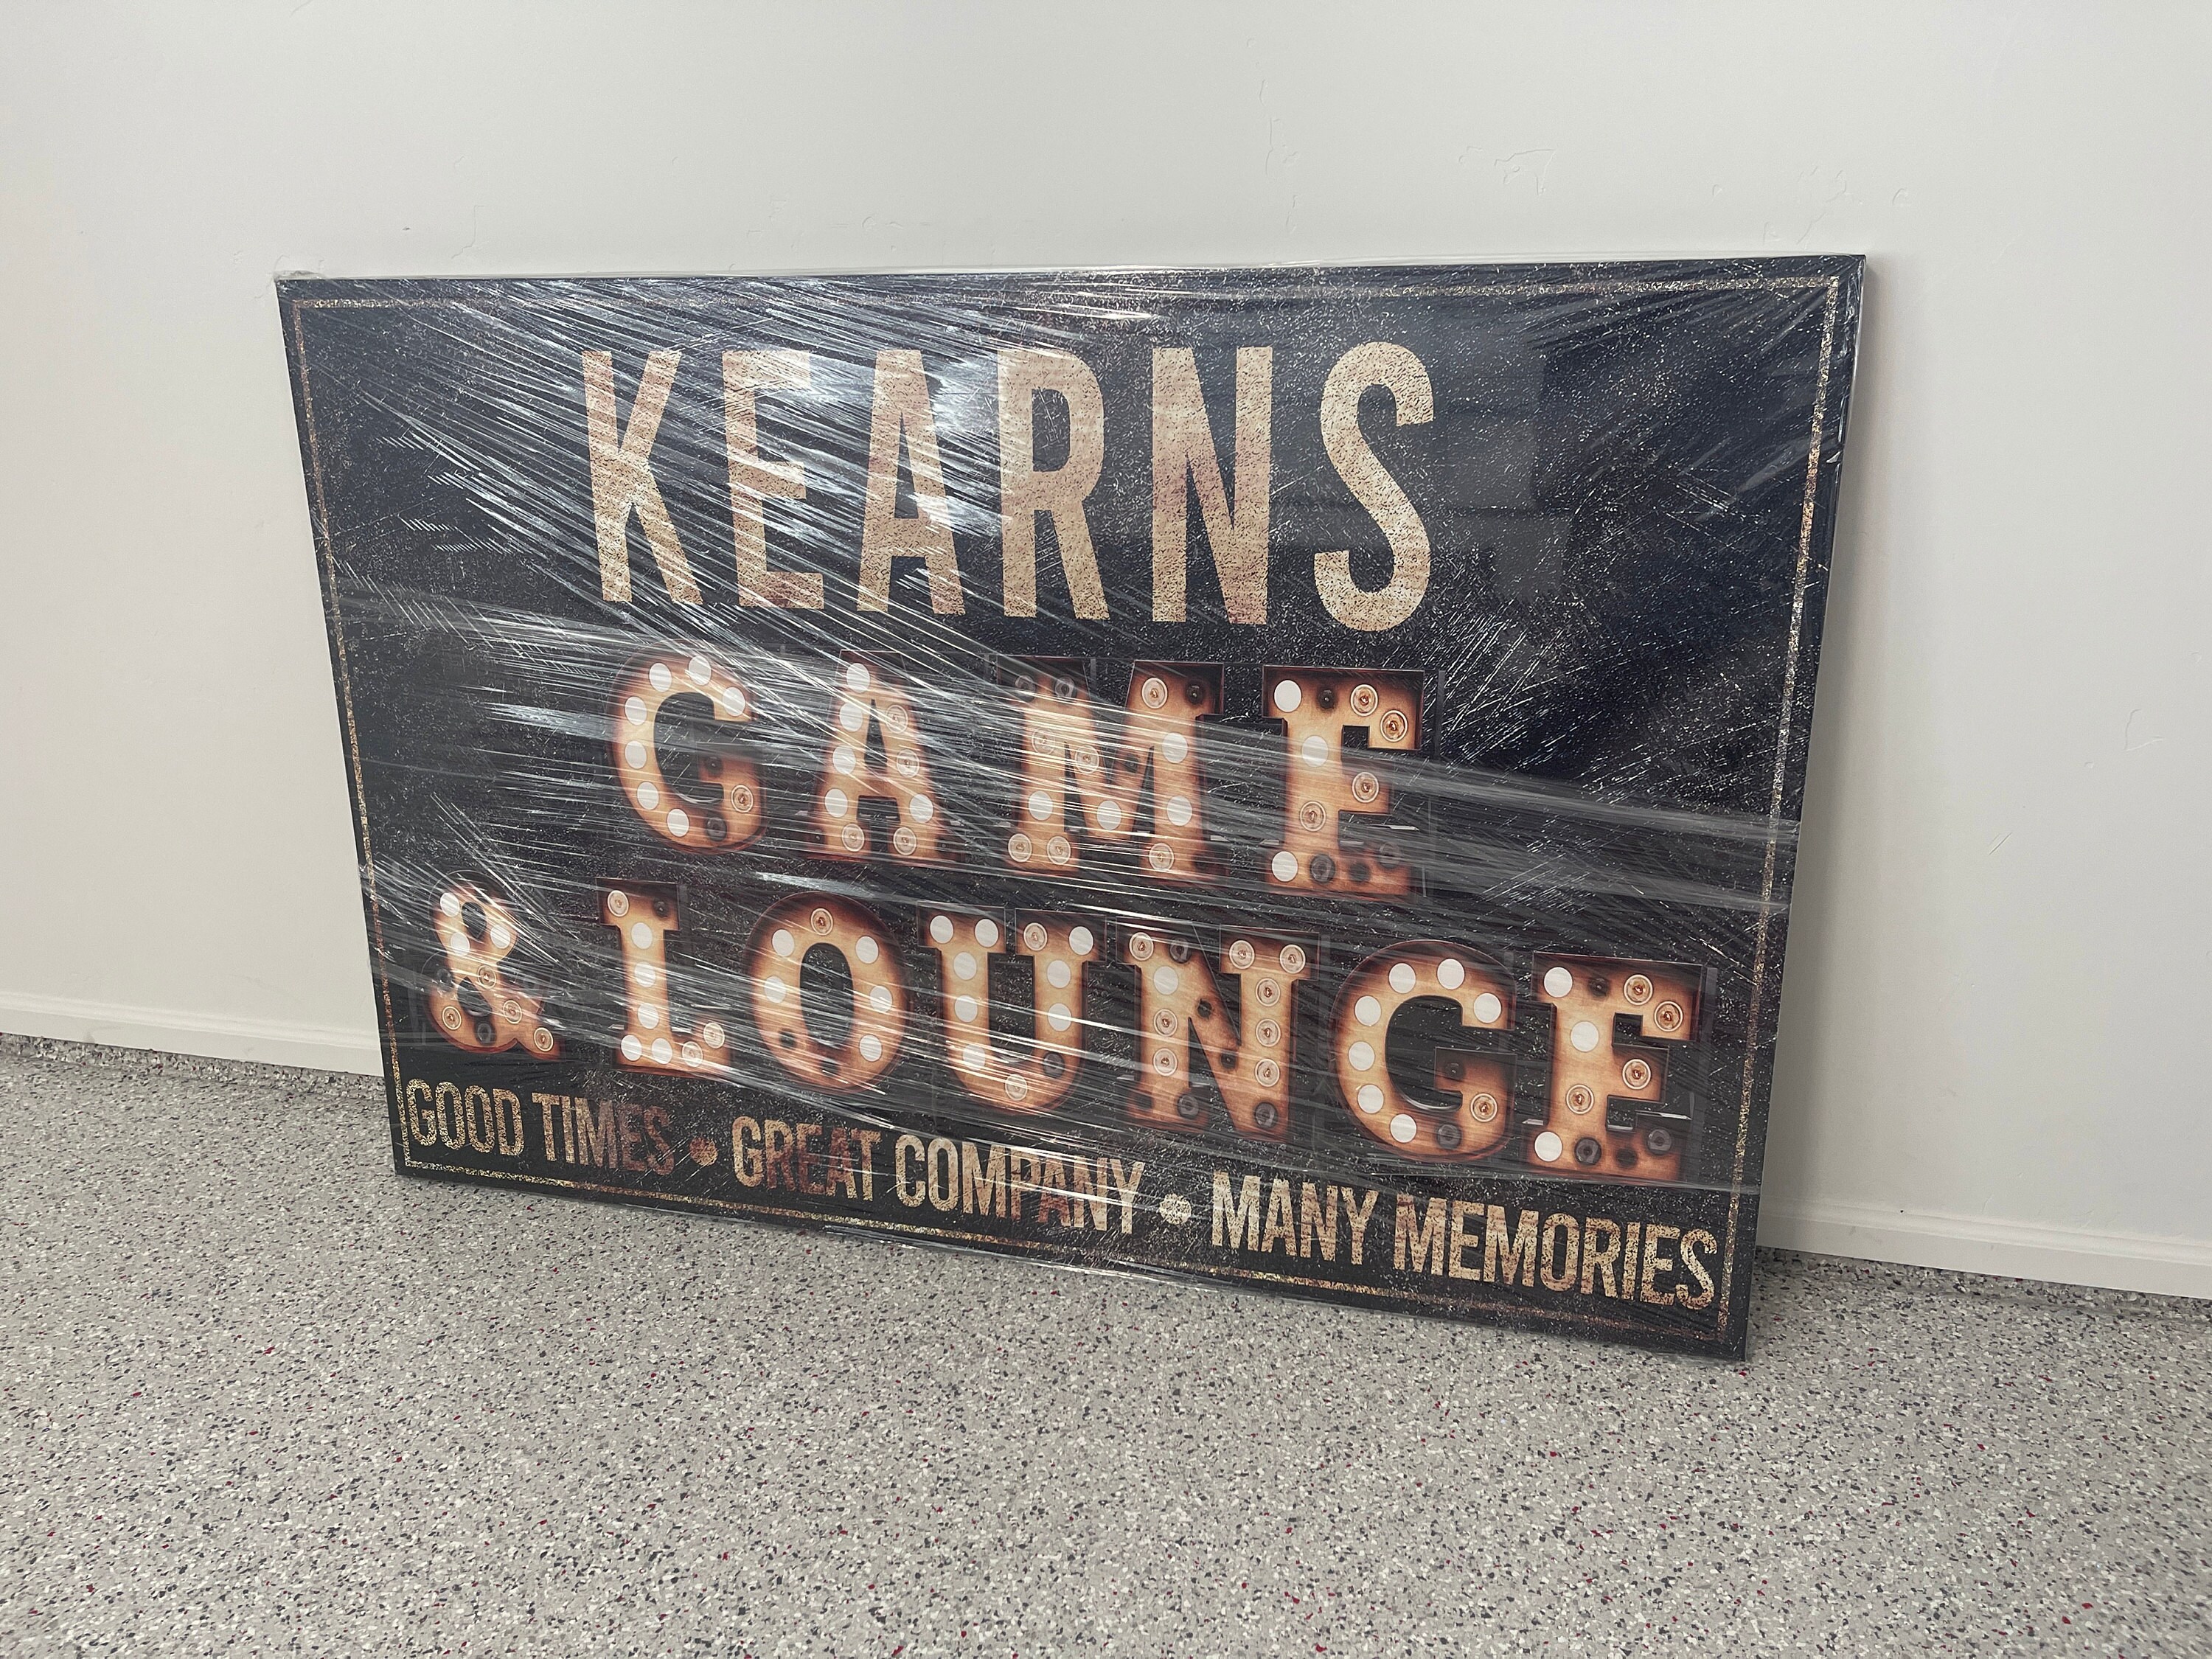 KEARNS
GAME
& LOUNGE
GOOD TIMES • GREAT COMPANY • MANY MEMORIES